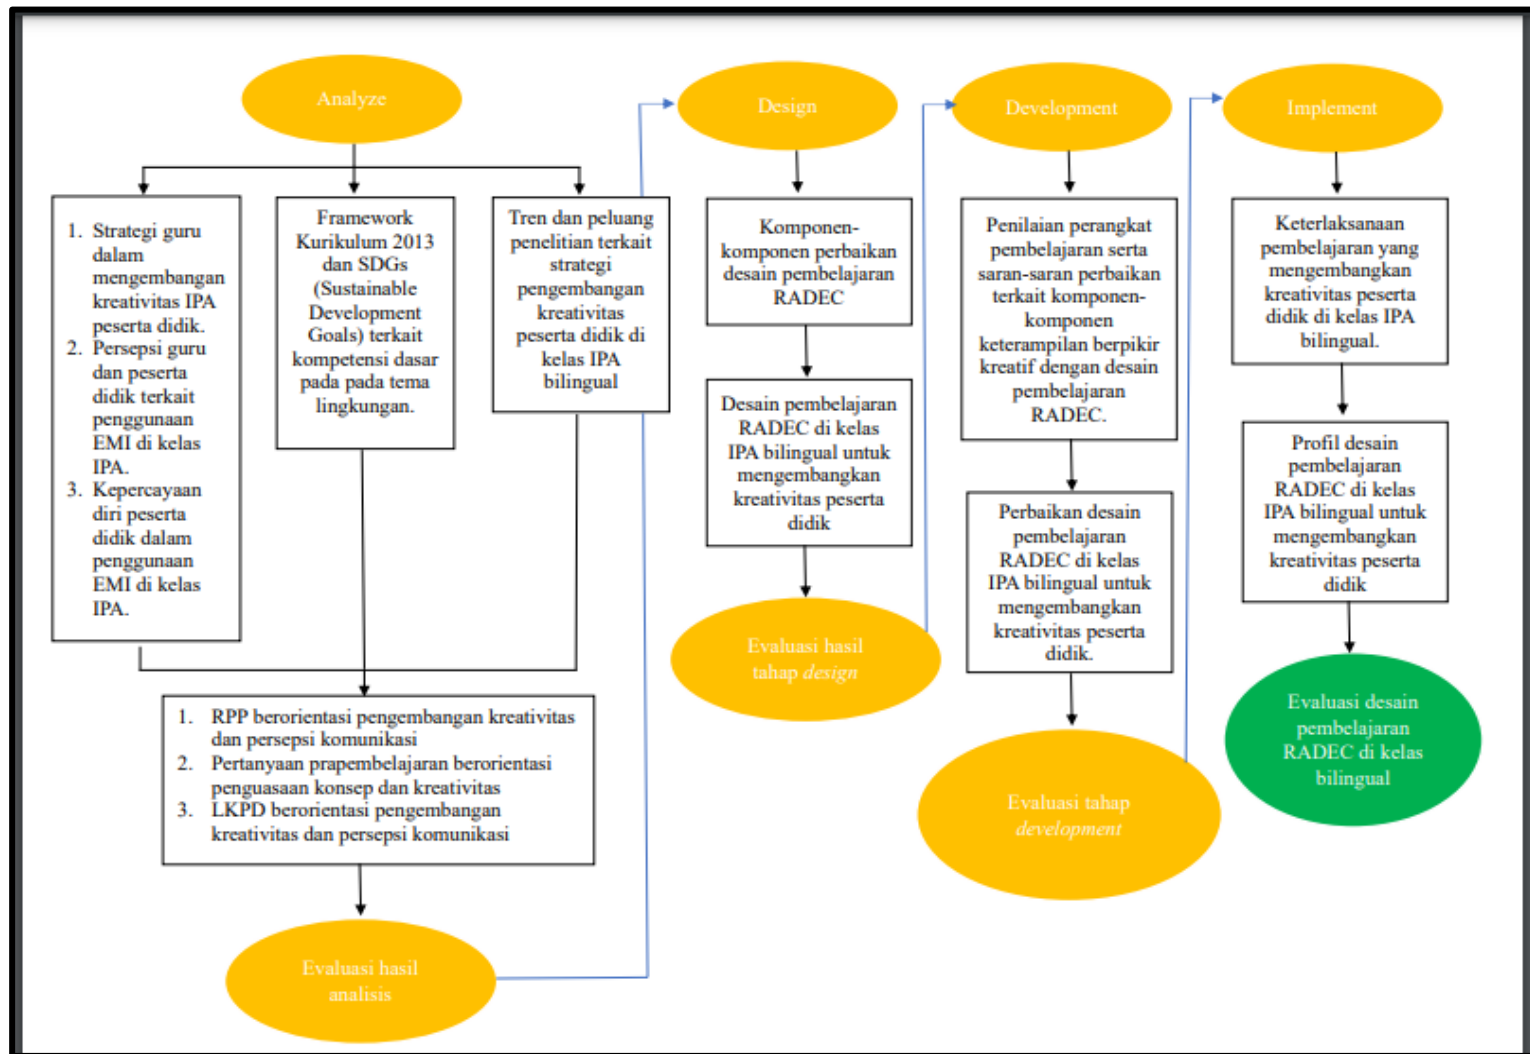 Analyze
1. Strategi guru
dalam
mengembangan
kreativitas IPA
peserta didik.
2. Persepsi guru
dan peserta
didik terkait
penggunaan
EMI di kelas
IPA.
3. Kepercayaan
diri peserta
didik dalam
penggunaan
EMI di kelas
IPA.
Framework
Kurikulum 2013
dan SDGs
(Sustainable
Development
Goals) terkait
kompetensi dasar
pada pada tema
lingkungan.
Tren dan peluang
penelitian terkait
strategi
pengembangan
kreativitas
peserta didik di
kelas IPA
bilingual
1. RPP berorientasi pengembangan kreativitas
dan persepsi komunikasi
2. Pertanyaan prapembelajaran berorientasi
penguasaan konsep dan kreativitas
3. LKPD berorientasi pengembangan
kreativitas dan persepsi komunikasi
Evaluasi hasil
analisis
Design
Komponen-
komponen perbaikan
desain pembelajaran
RADEC
Desain pembelajaran
RADEC di kelas
IPA bilingual untuk
mengembangkan
kreativitas peserta
didik
Evaluasi hasil
tahap design
Development
Penilaian perangkat
pembelajaran serta
saran-saran perbaikan
terkait komponen-
komponen
keterampilan berpikir
kreatif dengan desain
pembelajaran
RADEC.
Perbaikan desain
pembelajaran
RADEC di kelas
IPA bilingual untuk
mengembangkan
kreativitas peserta
didik.
Evaluasi tahap
development
Implement
Keterlaksanaan
pembelajaran yang
mengembangkan
kreativitas peserta
didik di kelas IPA
bilingual.
Profil desain
pembelajaran
RADEC di kelas
IPA bilingual untuk
mengembangkan
kreativitas peserta
didik
Evaluasi desain
pembelajaran
RADEC di kelas
bilingual